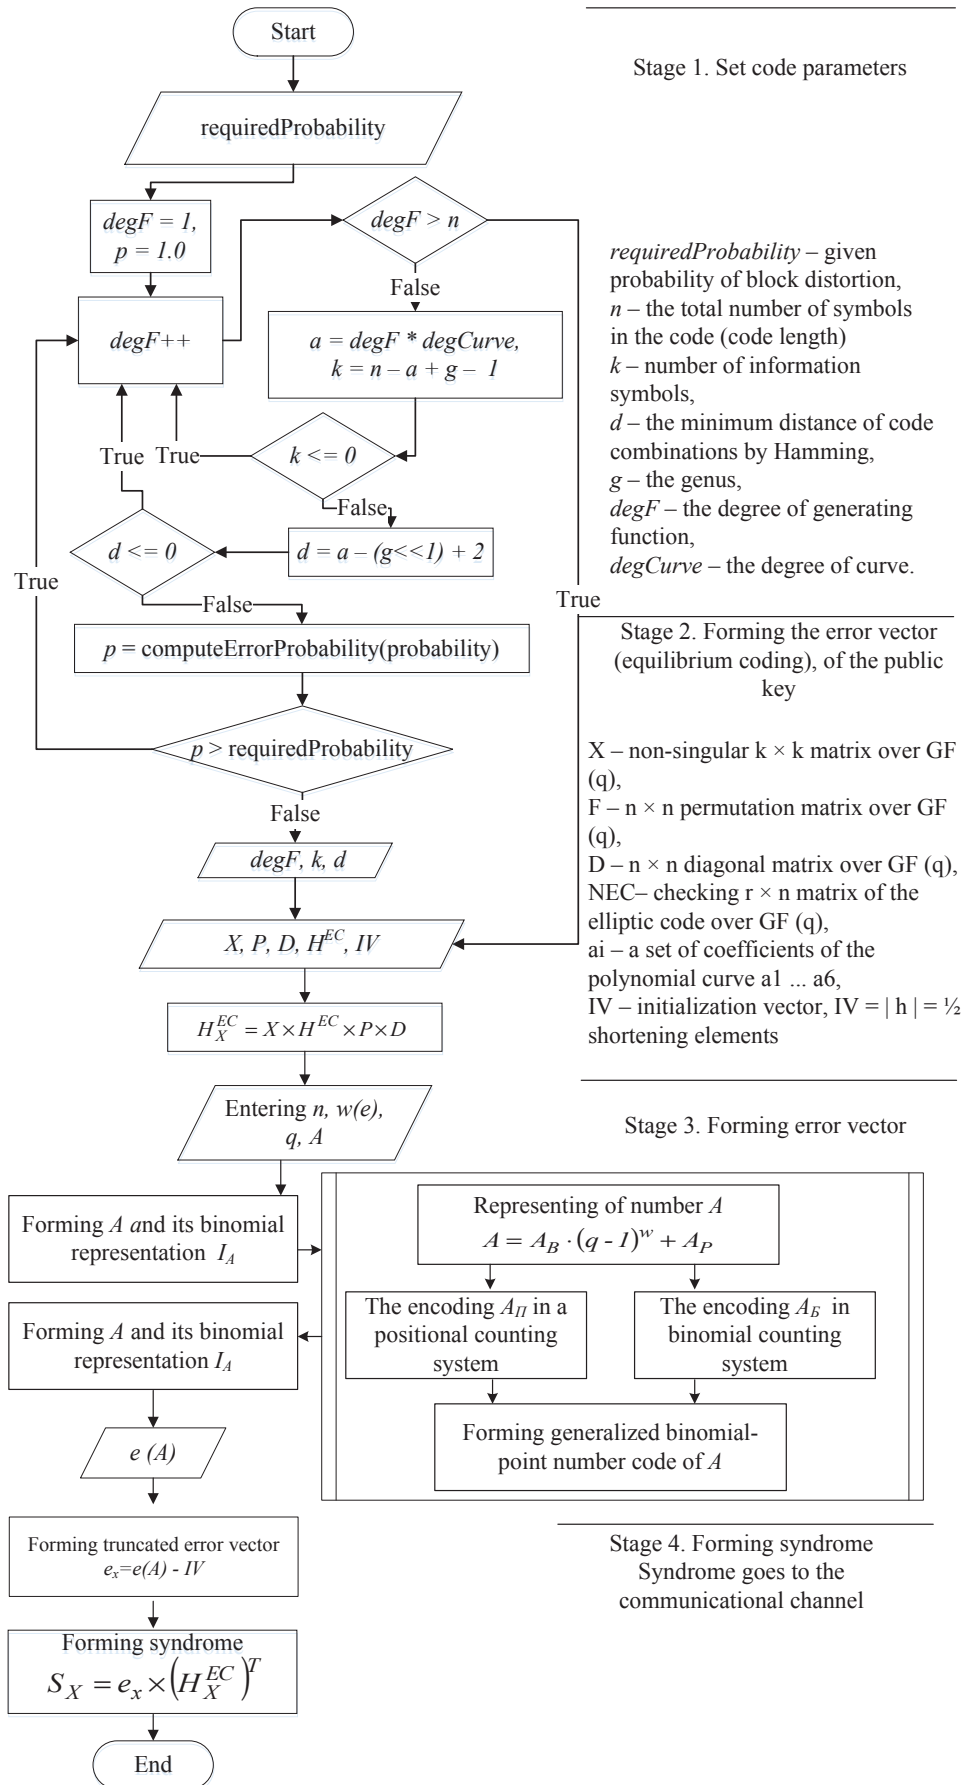 Start
Stage 1. Set code parameters
requiredProbability
degF = 1,
p = 1.0
degF > n
False
degF++
a = degF * degCurve,
k = n – a + g – 1
True
True
k <= 0
False
d <= 0
d = a – (g<<1) + 2
True
False
True
p = computeErrorProbability(probability)
p > requiredProbability
False
degF, k, d
X, P, D, H^EC, IV
H_X^EC = X × H^EC × P × D
Entering n, w(e),
q, A
requiredProbability – given
probability of block distortion,
n – the total number of symbols
in the code (code length)
k – number of information
symbols,
d – the minimum distance of code
combinations by Hamming,
g – the genus,
degF – the degree of generating
function,
degCurve – the degree of curve.
Stage 2. Forming the error vector
(equilibrium coding), of the public
key
X – non-singular k × k matrix over GF
(q),
F – n × n permutation matrix over GF
(q),
D – n × n diagonal matrix over GF (q),
NEC– checking r × n matrix of the
elliptic code over GF (q),
ai – a set of coefficients of the
polynomial curve a1 ... a6,
IV – initialization vector, IV = | h | = ½
shortening elements
Stage 3. Forming error vector
Forming A and its binomial
representation I_A
Representing of number A
A = A_B · (q - 1)^w + A_P
The encoding A_П in a
positional counting
system
The encoding A_Б in
binomial counting
system
Forming generalized binomial-
point number code of A
Forming A and its binomial
representation I_A
e (A)
Forming truncated error vector
e_x=e(A) - IV
Stage 4. Forming syndrome
Syndrome goes to the
communicational channel
Forming syndrome
S_X = e_x × (H_X^EC)^T
End